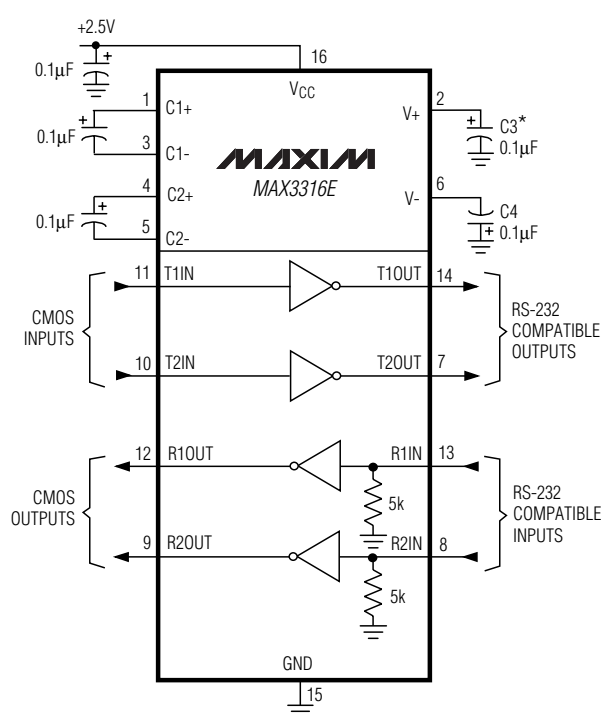 +2.5V
16
+
0.1μF
VCC
1
C1+
V+
2
+
0.1μF
+
C3*
0.1μF
3
C1-
MAXIM
MAX3316E
4
C2+
V-
6
0.1μF
+
C4
+
0.1μF
5
C2-
11
T1IN
T1OUT
14
CMOS
INPUTS
RS-232
COMPATIBLE
OUTPUTS
10
T2IN
T2OUT
7
12
R1OUT
R1IN
13
5k
CMOS
OUTPUTS
RS-232
COMPATIBLE
INPUTS
9
R2OUT
R2IN
8
5k
GND
15